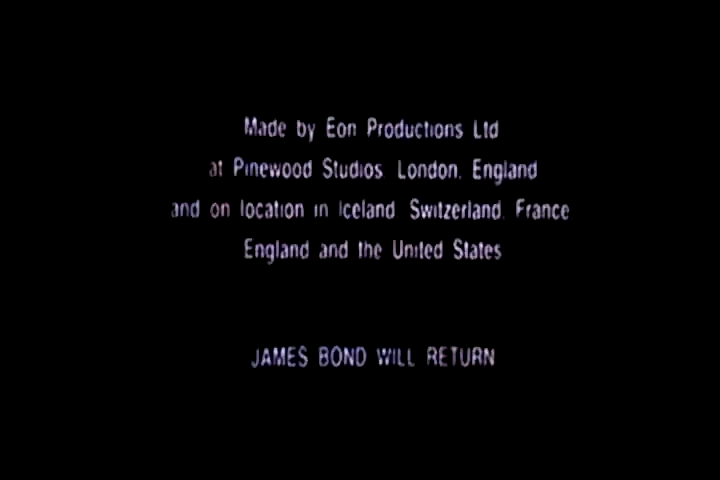 Made by Eon Productions Ltd
at Pinewood Studios London, England
and on location in Iceland Switzerland, France
England and the United States
JAMES BOND WILL RETURN